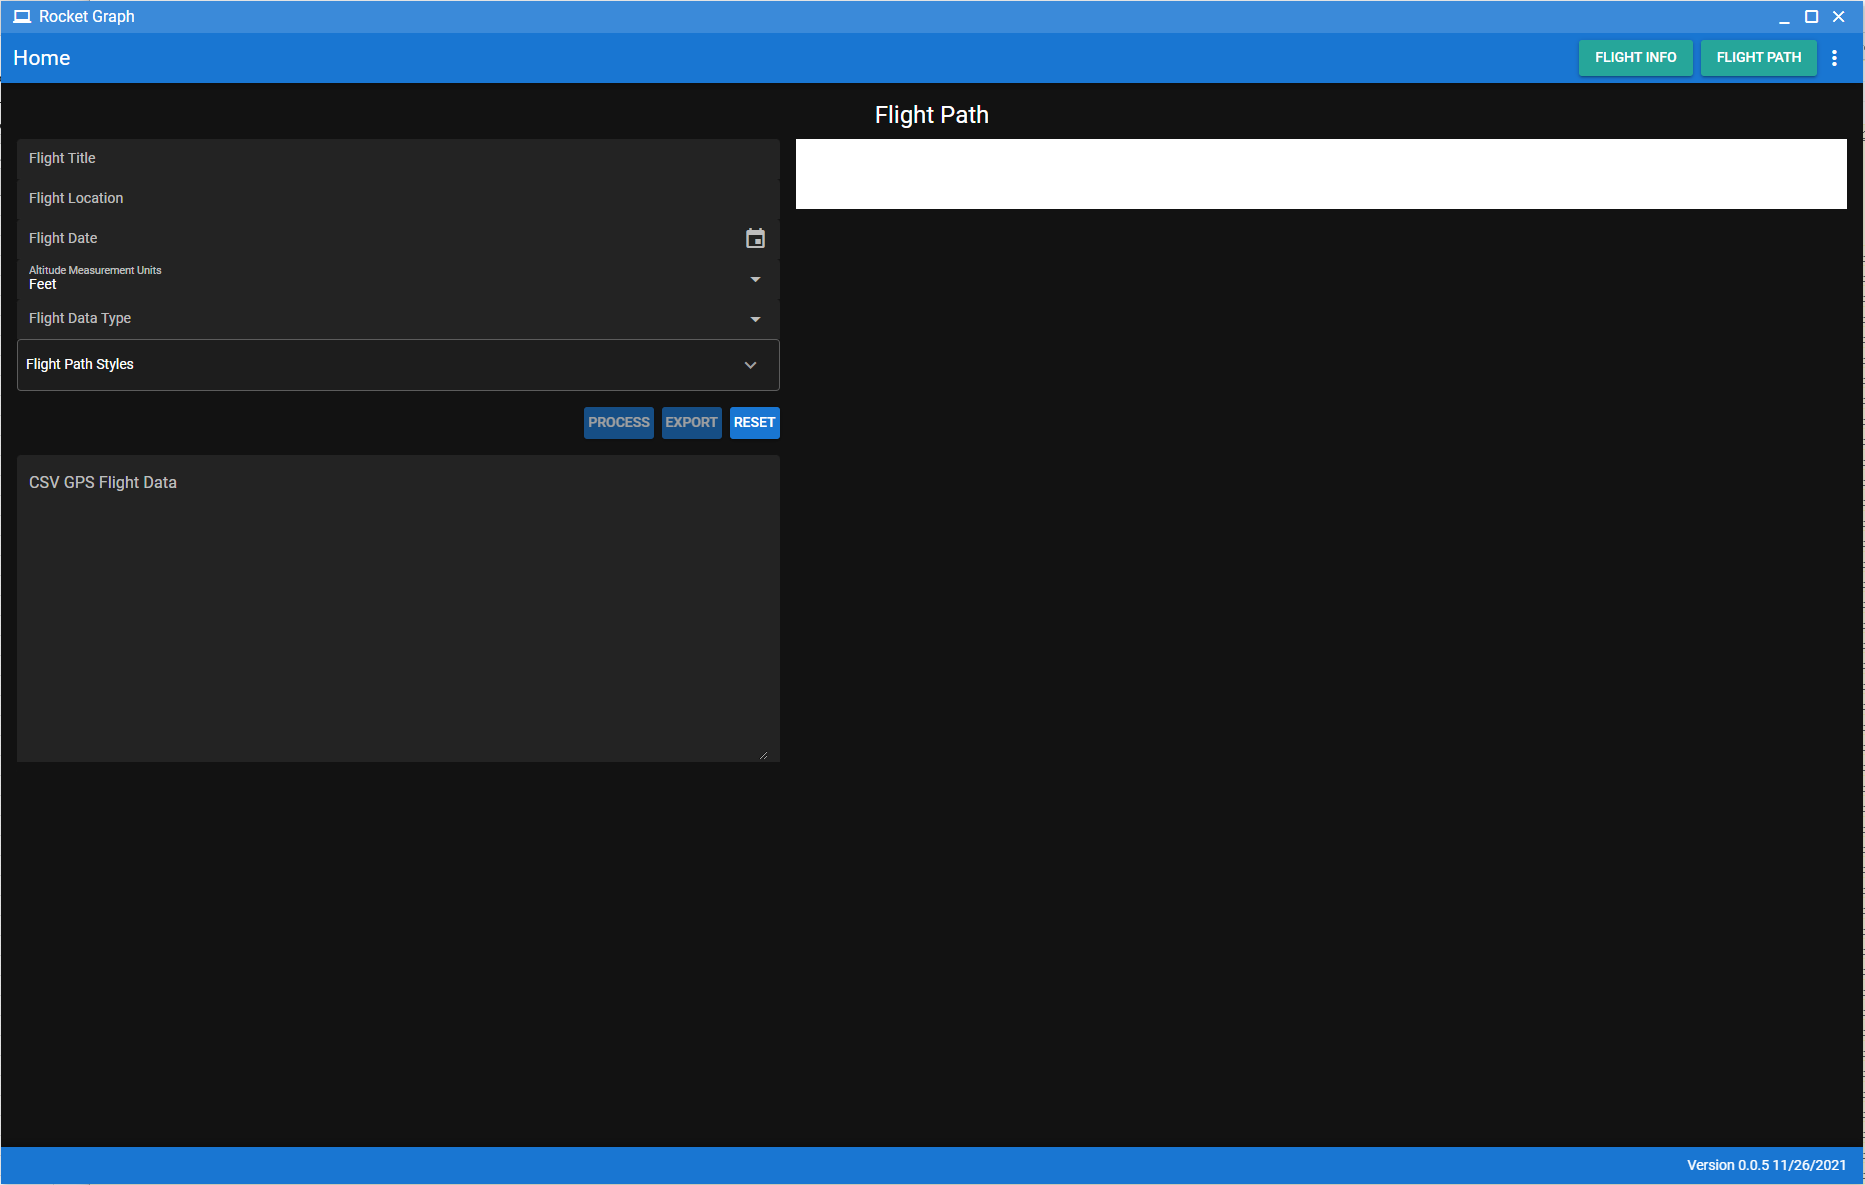 Rocket Graph
Home
FLIGHT INFO
FLIGHT PATH
Flight Path
Flight Title
Flight Location
Flight Date
Altitude Measurement Units
Feet
Flight Data Type
Flight Path Styles
PROCESS
EXPORT
RESET
CSV GPS Flight Data
Version 0.0.5 11/26/2021